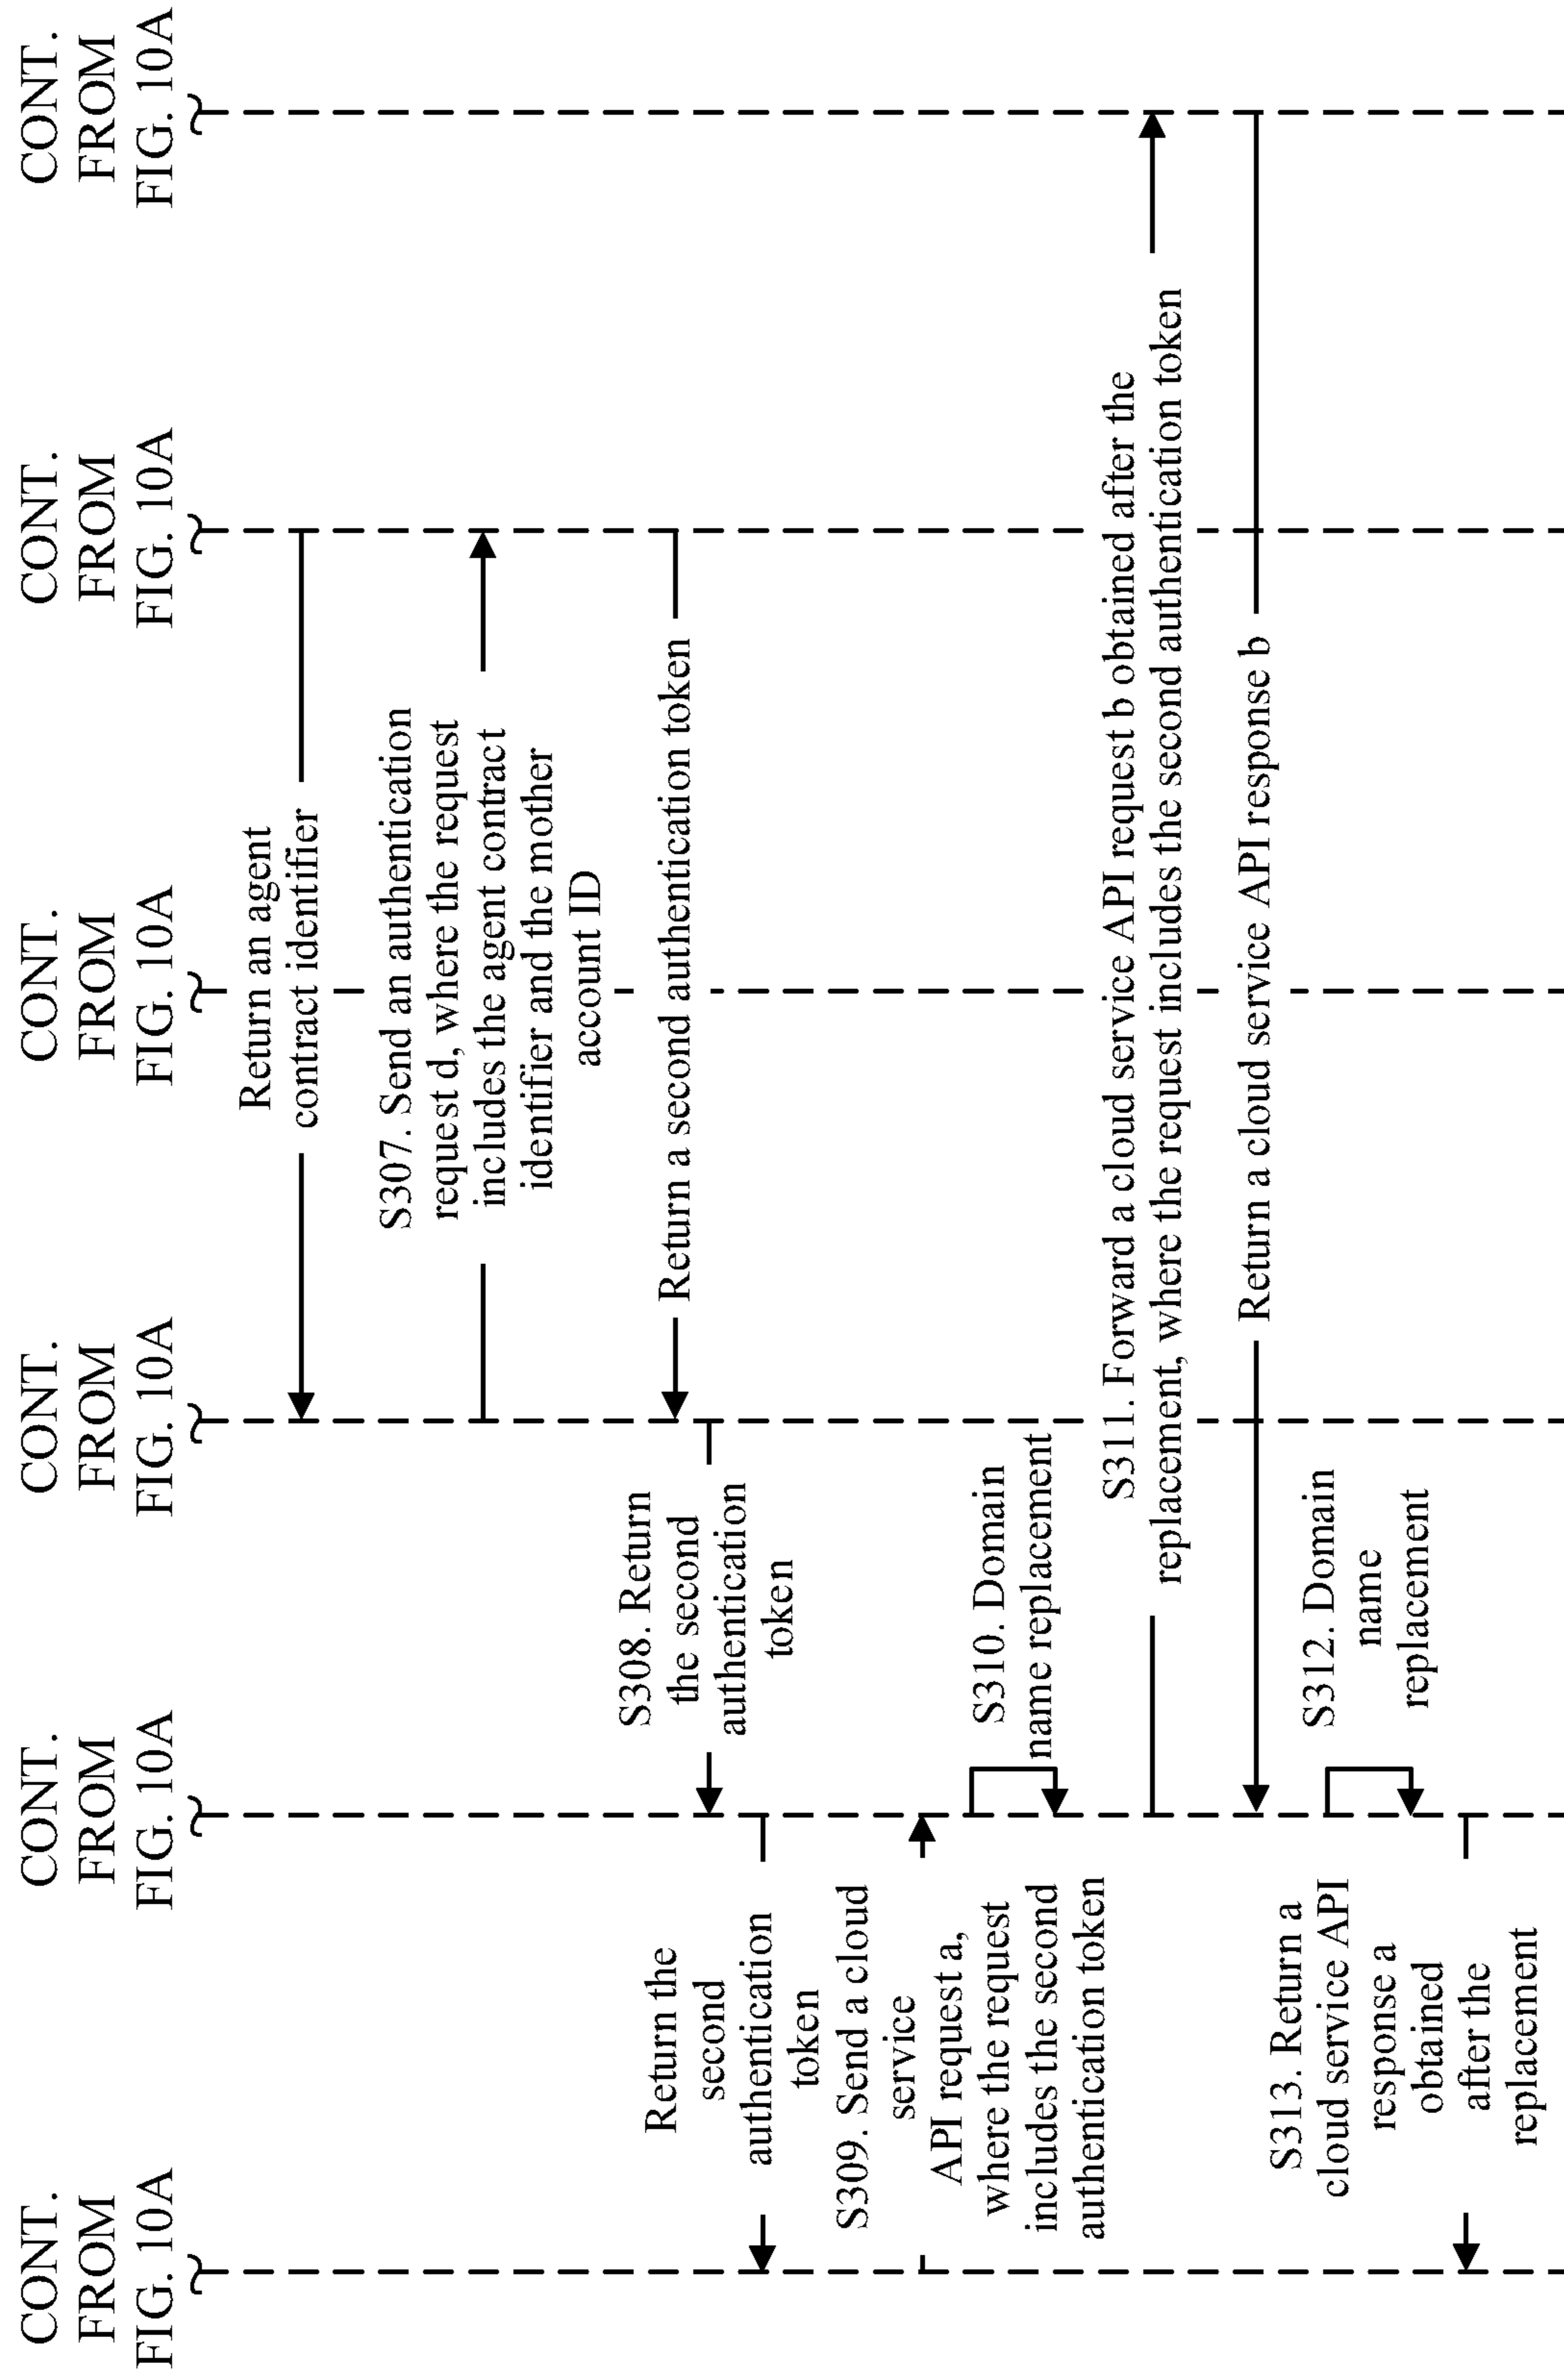 CONT.
FROM
FIG. 10A
CONT.
FROM
FIG. 10A
CONT.
FROM
FIG. 10A
CONT.
FROM
FIG. 10A
CONT.
FROM
FIG. 10A
CONT.
FROM
FIG. 10A
Return an agent
contract identifier
S307. Send an authentication
request d, where the request
includes the agent contract
identifier and the mother
account ID
Return a second authentication token
S308. Return
the second
authentication
token
Return the
second
authentication
token
S309. Send a cloud
service
API request a,
where the request
includes the second
authentication token
S310. Domain
name replacement
S311. Forward a cloud service API request b obtained after the
replacement, where the request includes the second authentication token
Return a cloud service API response b
S312. Domain
name
replacement
S313. Return a
cloud service API
response a
obtained
after the
replacement